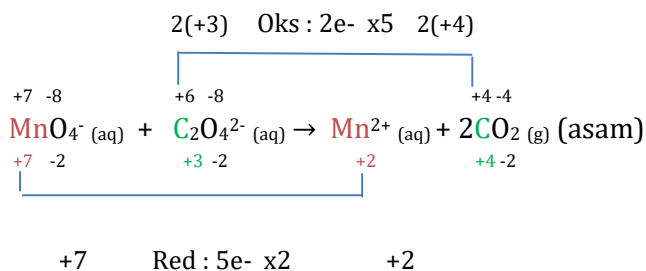 2(+3) Oks : 2e- x5 2(+4)
+7 -8 +6 -8 +4 -4
MnO₄⁻ (aq) + C₂O₄²⁻ (aq) → Mn²⁺ (aq) + 2CO₂ (g) (asam)
+7 -2 +3 -2 +2 +4 -2
+7 Red : 5e- x2 +2